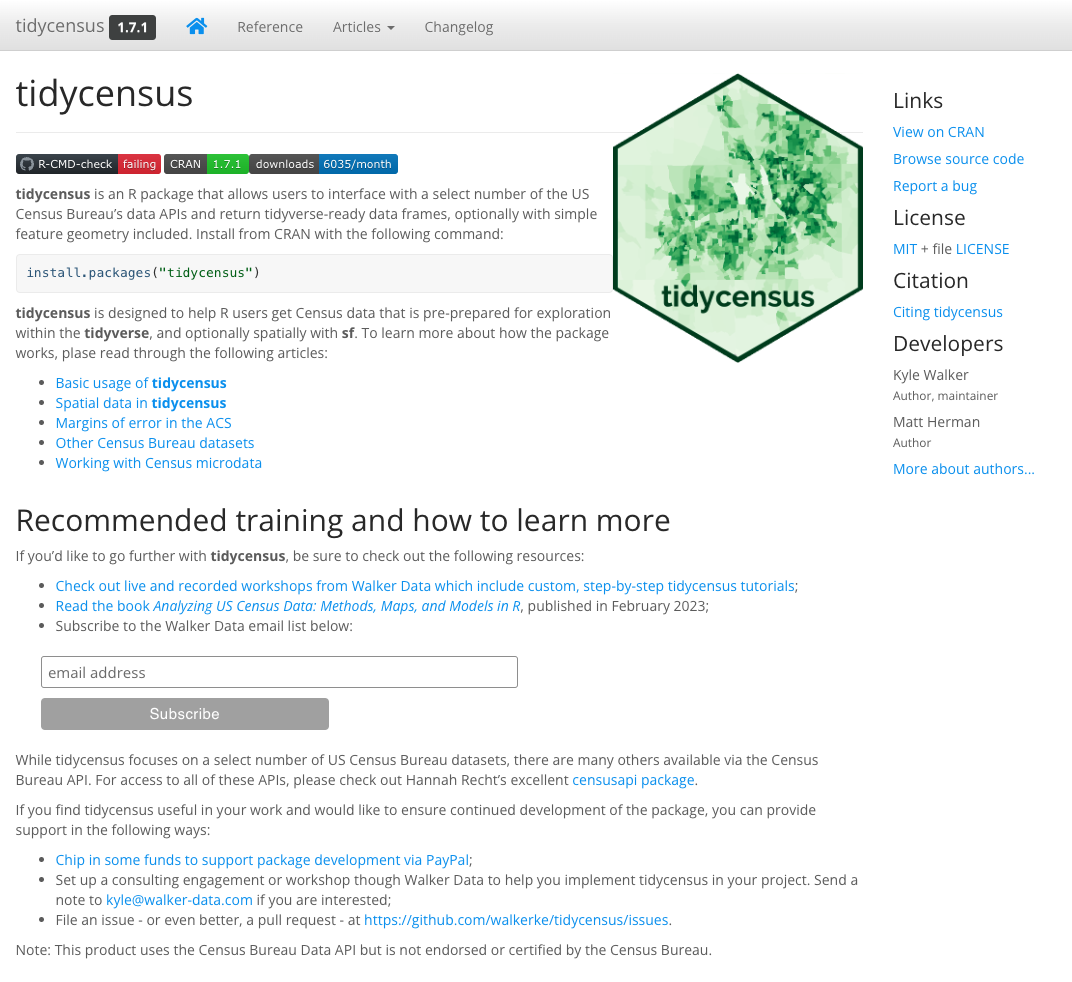 tidycensus 1.7.1 Reference Articles Changelog
tidycensus
R-CMD-check failing CRAN 1.7.1 downloads 6035/month
tidycensus is an R package that allows users to interface with a select number of the US
Census Bureau’s data APIs and return tidyverse-ready data frames, optionally with simple
feature geometry included. Install from CRAN with the following command:
install.packages("tidycensus")
tidycensus is designed to help R users get Census data that is pre-prepared for exploration
within the tidyverse, and optionally spatially with sf. To learn more about how the package
works, plase read through the following articles:
Basic usage of tidycensus
Spatial data in tidycensus
Margins of error in the ACS
Other Census Bureau datasets
Working with Census microdata
tidycensus
Recommended training and how to learn more
If you’d like to go further with tidycensus, be sure to check out the following resources:
Check out live and recorded workshops from Walker Data which include custom, step-by-step tidycensus tutorials;
Read the book Analyzing US Census Data: Methods, Maps, and Models in R, published in February 2023;
Subscribe to the Walker Data email list below:
email address
Subscribe
While tidycensus focuses on a select number of US Census Bureau datasets, there are many others available via the Census
Bureau API. For access to all of these APIs, please check out Hannah Recht’s excellent censusapi package.
If you find tidycensus useful in your work and would like to ensure continued development of the package, you can provide
support in the following ways:
Chip in some funds to support package development via PayPal;
Set up a consulting engagement or workshop though Walker Data to help you implement tidycensus in your project. Send a
note to kyle@walker-data.com if you are interested;
File an issue - or even better, a pull request - at https://github.com/walkerke/tidycensus/issues.
Note: This product uses the Census Bureau Data API but is not endorsed or certified by the Census Bureau.
Links
View on CRAN
Browse source code
Report a bug
License
MIT + file LICENSE
Citation
Citing tidycensus
Developers
Kyle Walker
Author, maintainer
Matt Herman
Author
More about authors...